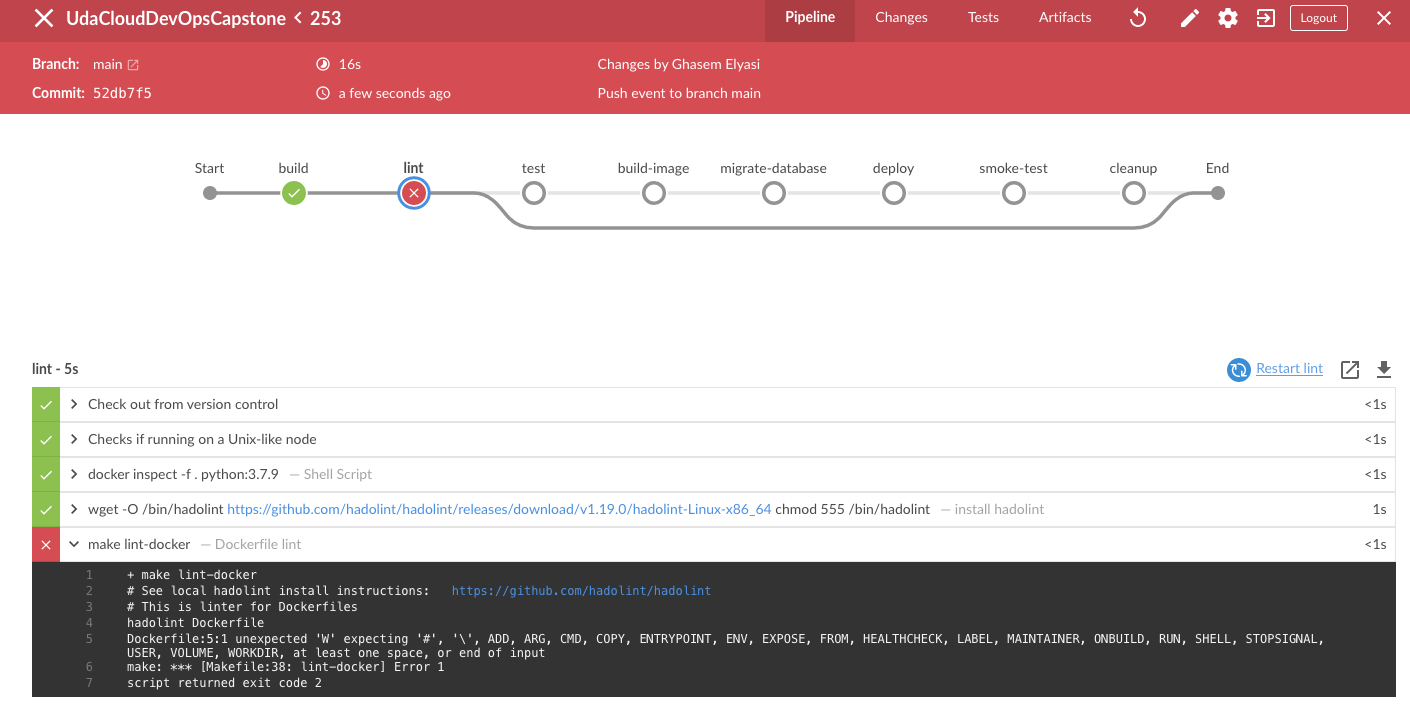 UdaCloudDevOpsCapstone < 253
Pipeline
Changes
Tests
Artifacts
Logout
Branch: main
16s
Changes by Ghasem Elyasi
Commit: 52db7f5
a few seconds ago
Push event to branch main
Start
build
lint
test
build-image
migrate-database
deploy
smoke-test
cleanup
End
lint - 5s
Restart lint
Check out from version control <1s
Checks if running on a Unix-like node <1s
docker inspect -f . python:3.7.9 — Shell Script <1s
wget -O /bin/hadolint https://github.com/hadolint/hadolint/releases/download/v1.19.0/hadolint-Linux-x86_64 chmod 555 /bin/hadolint — install hadolint 1s
make lint-docker — Dockerfile lint <1s
1 + make lint-docker
2 # See local hadolint install instructions: https://github.com/hadolint/hadolint
3 # This is linter for Dockerfiles
4 hadolint Dockerfile
5 Dockerfile:5:1 unexpected 'W' expecting '#', '\', ADD, ARG, CMD, COPY, ENTRYPOINT, ENV, EXPOSE, FROM, HEALTHCHECK, LABEL, MAINTAINER, ONBUILD, RUN, SHELL, STOPSIGNAL,
USER, VOLUME, WORKDIR, at least one space, or end of input
6 make: *** [Makefile:38: lint-docker] Error 1
7 script returned exit code 2